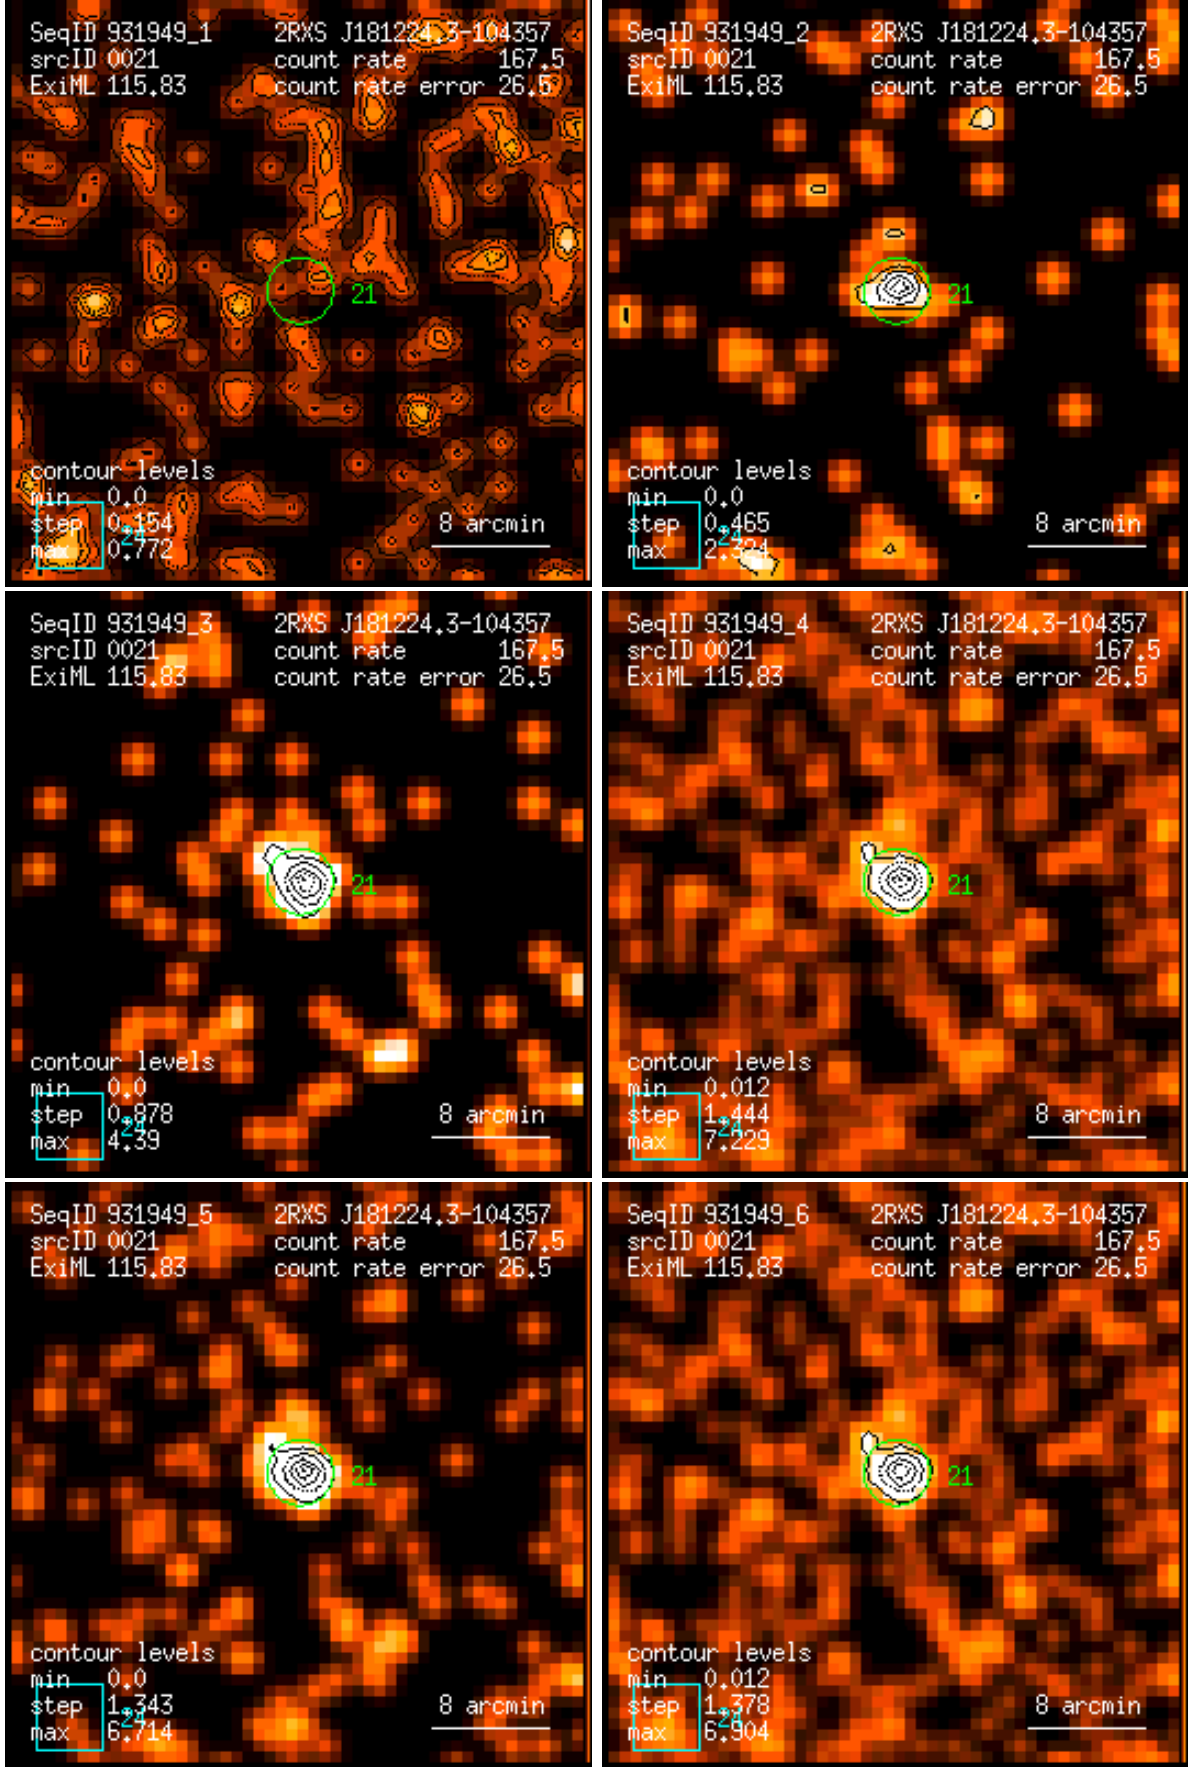 SeqID 931949_1 2RXS J181224.3-104357
srcID 0021 count rate 167.5
ExiML 115.83 count rate error 26.5
21
contour levels
min 0.0
step 0.154 8 arcmin
24
max 0.772
SeqID 931949_2 2RXS J181224.3-104357
srcID 0021 count rate 167.5
ExiML 115.83 count rate error 26.5
21
contour levels
min 0.0
step 0.465 8 arcmin
24
max 2.324
SeqID 931949_3 2RXS J181224.3-104357
srcID 0021 count rate 167.5
ExiML 115.83 count rate error 26.5
21
contour levels
min 0.0
step 0.878 8 arcmin
24
max 4.39
SeqID 931949_4 2RXS J181224.3-104357
srcID 0021 count rate 167.5
ExiML 115.83 count rate error 26.5
21
contour levels
min 0.012
step 1.444 8 arcmin
24
max 7.229
SeqID 931949_5 2RXS J181224.3-104357
srcID 0021 count rate 167.5
ExiML 115.83 count rate error 26.5
21
contour levels
min 0.0
step 1.343 8 arcmin
24
max 6.714
SeqID 931949_6 2RXS J181224.3-104357
srcID 0021 count rate 167.5
ExiML 115.83 count rate error 26.5
21
contour levels
min 0.012
step 1.378 8 arcmin
24
max 6.904